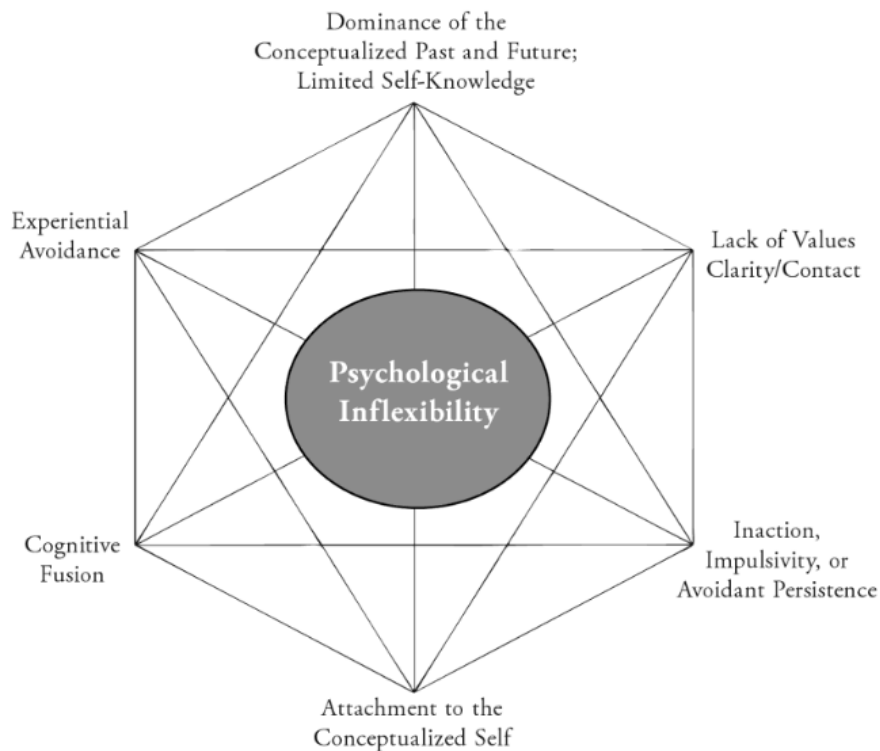 Dominance of the
Conceptualized Past and Future;
Limited Self-Knowledge
Experiential
Avoidance
Lack of Values
Clarity/Contact
Psychological
Inflexibility
Cognitive
Fusion
Inaction,
Impulsivity, or
Avoidant Persistence
Attachment to the
Conceptualized Self